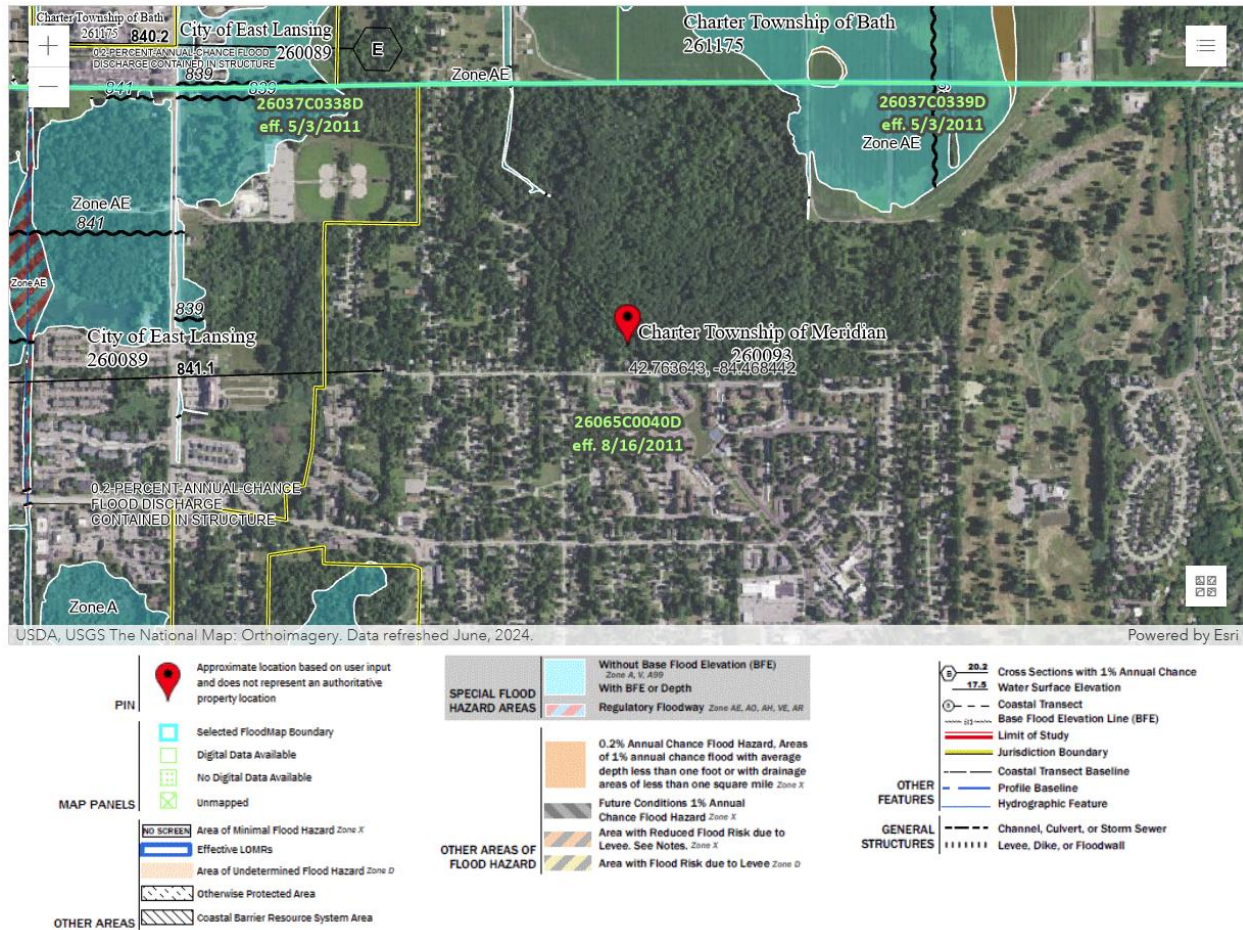 Charter Township of Bath
261175
840.2
City of East Lansing
260089
0.2-PERCENT-ANNUAL-CHANCE FLOOD
DISCHARGE CONTAINED IN STRUCTURE
E
Charter Township of Bath
261175
839
841
839
Zone AE
26037C0338D
eff. 5/3/2011
26037C0339D
eff. 5/3/2011
Zone AE
Zone AE
841
Zone AE
839
City of East Lansing
260089
841.1
Charter Township of Meridian
260093
42.763643, -84.468442
26065C0040D
eff. 8/16/2011
0.2-PERCENT-ANNUAL-CHANCE
FLOOD DISCHARGE
CONTAINED IN STRUCTURE
Zone A
USDA, USGS The National Map: Orthoimagery. Data refreshed June, 2024.
Powered by Esri
PIN
Approximate location based on user input
and does not represent an authoritative
property location
MAP PANELS
Selected FloodMap Boundary
Digital Data Available
No Digital Data Available
Unmapped
OTHER AREAS
NO SCREEN Area of Minimal Flood Hazard Zone X
Effective LOMRs
Area of Undetermined Flood Hazard Zone D
Otherwise Protected Area
Coastal Barrier Resource System Area
SPECIAL FLOOD
HAZARD AREAS
Without Base Flood Elevation (BFE)
Zone A, V, A99
With BFE or Depth
Regulatory Floodway Zone AE, AO, AH, VE, AR
OTHER AREAS OF
FLOOD HAZARD
0.2% Annual Chance Flood Hazard, Areas
of 1% annual chance flood with average
depth less than one foot or with drainage
areas of less than one square mile Zone X
Future Conditions 1% Annual
Chance Flood Hazard Zone X
Area with Reduced Flood Risk due to
Levee. See Notes. Zone X
Area with Flood Risk due to Levee Zone D
OTHER
FEATURES
B 20.2 Cross Sections with 1% Annual Chance
17.5 Water Surface Elevation
8 Coastal Transect
513 Base Flood Elevation Line (BFE)
Limit of Study
Jurisdiction Boundary
Coastal Transect Baseline
Profile Baseline
Hydrographic Feature
GENERAL
STRUCTURES
Channel, Culvert, or Storm Sewer
Levee, Dike, or Floodwall